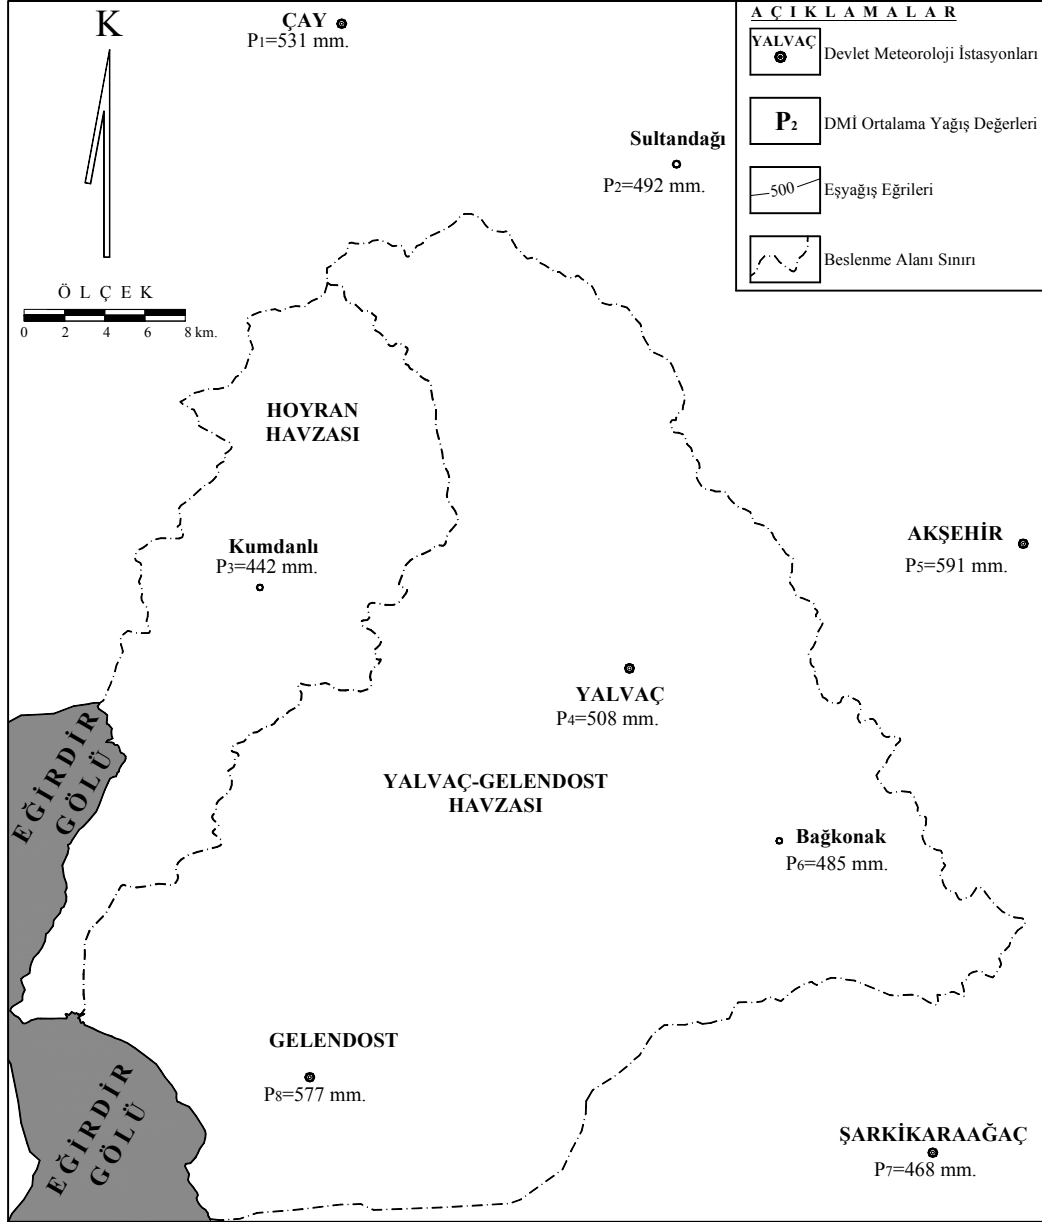 K
ÇAY
P1=531 mm.
A Ç I K L A M A L A R
YALVAÇ
Devlet Meteoroloji İstasyonları
P2
DMİ Ortalama Yağış Değerleri
500
Eşyağış Eğrileri
Beslenme Alanı Sınırı
Sultandağı
P2=492 mm.
Ö L Ç E K
0 2 4 6 8 km.
HOYRAN
HAVZASI
Kumdanlı
P3=442 mm.
AKŞEHİR
P5=591 mm.
YALVAÇ
P4=508 mm.
EĞİRDİR
GÖLÜ
YALVAÇ-GELENDOST
HAVZASI
Bağkonak
P6=485 mm.
GELENDOST
P8=577 mm.
EĞİRDİR
GÖLÜ
ŞARKİKARAAĞAÇ
P7=468 mm.